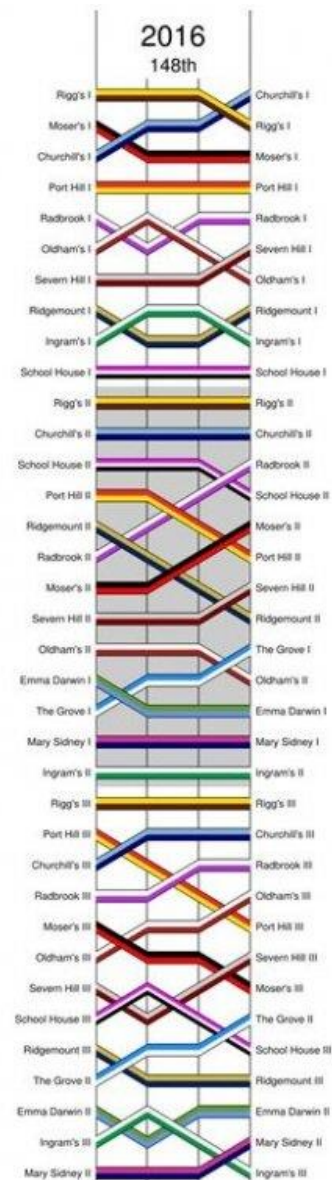 2016
148th
Rigg's I Churchill's I
Moser's I Rigg's I
Churchill's I Moser's I
Port Hill I Port Hill I
Radbrook I Radbrook I
Oldham's I Severn Hill I
Severn Hill I Oldham's I
Ridgemount I Ridgemount I
Ingram's I Ingram's I
School House I School House I
Rigg's II Rigg's II
Churchill's II Churchill's II
School House II Radbrook II
Port Hill II School House II
Ridgemount II Moser's II
Radbrook II Port Hill II
Moser's II Severn Hill II
Severn Hill II Ridgemount II
Oldham's II The Grove I
Emma Darwin I Oldham's II
The Grove I Emma Darwin I
Mary Sidney I Mary Sidney I
Ingram's II Ingram's II
Rigg's III Rigg's III
Port Hill III Churchill's III
Churchill's III Radbrook III
Radbrook III Oldham's III
Moser's III Port Hill III
Oldham's III Severn Hill III
Severn Hill III Moser's III
School House III The Grove II
Ridgemount III School House III
The Grove II Ridgemount III
Emma Darwin II Emma Darwin II
Ingram's III Mary Sidney II
Mary Sidney II Ingram's III